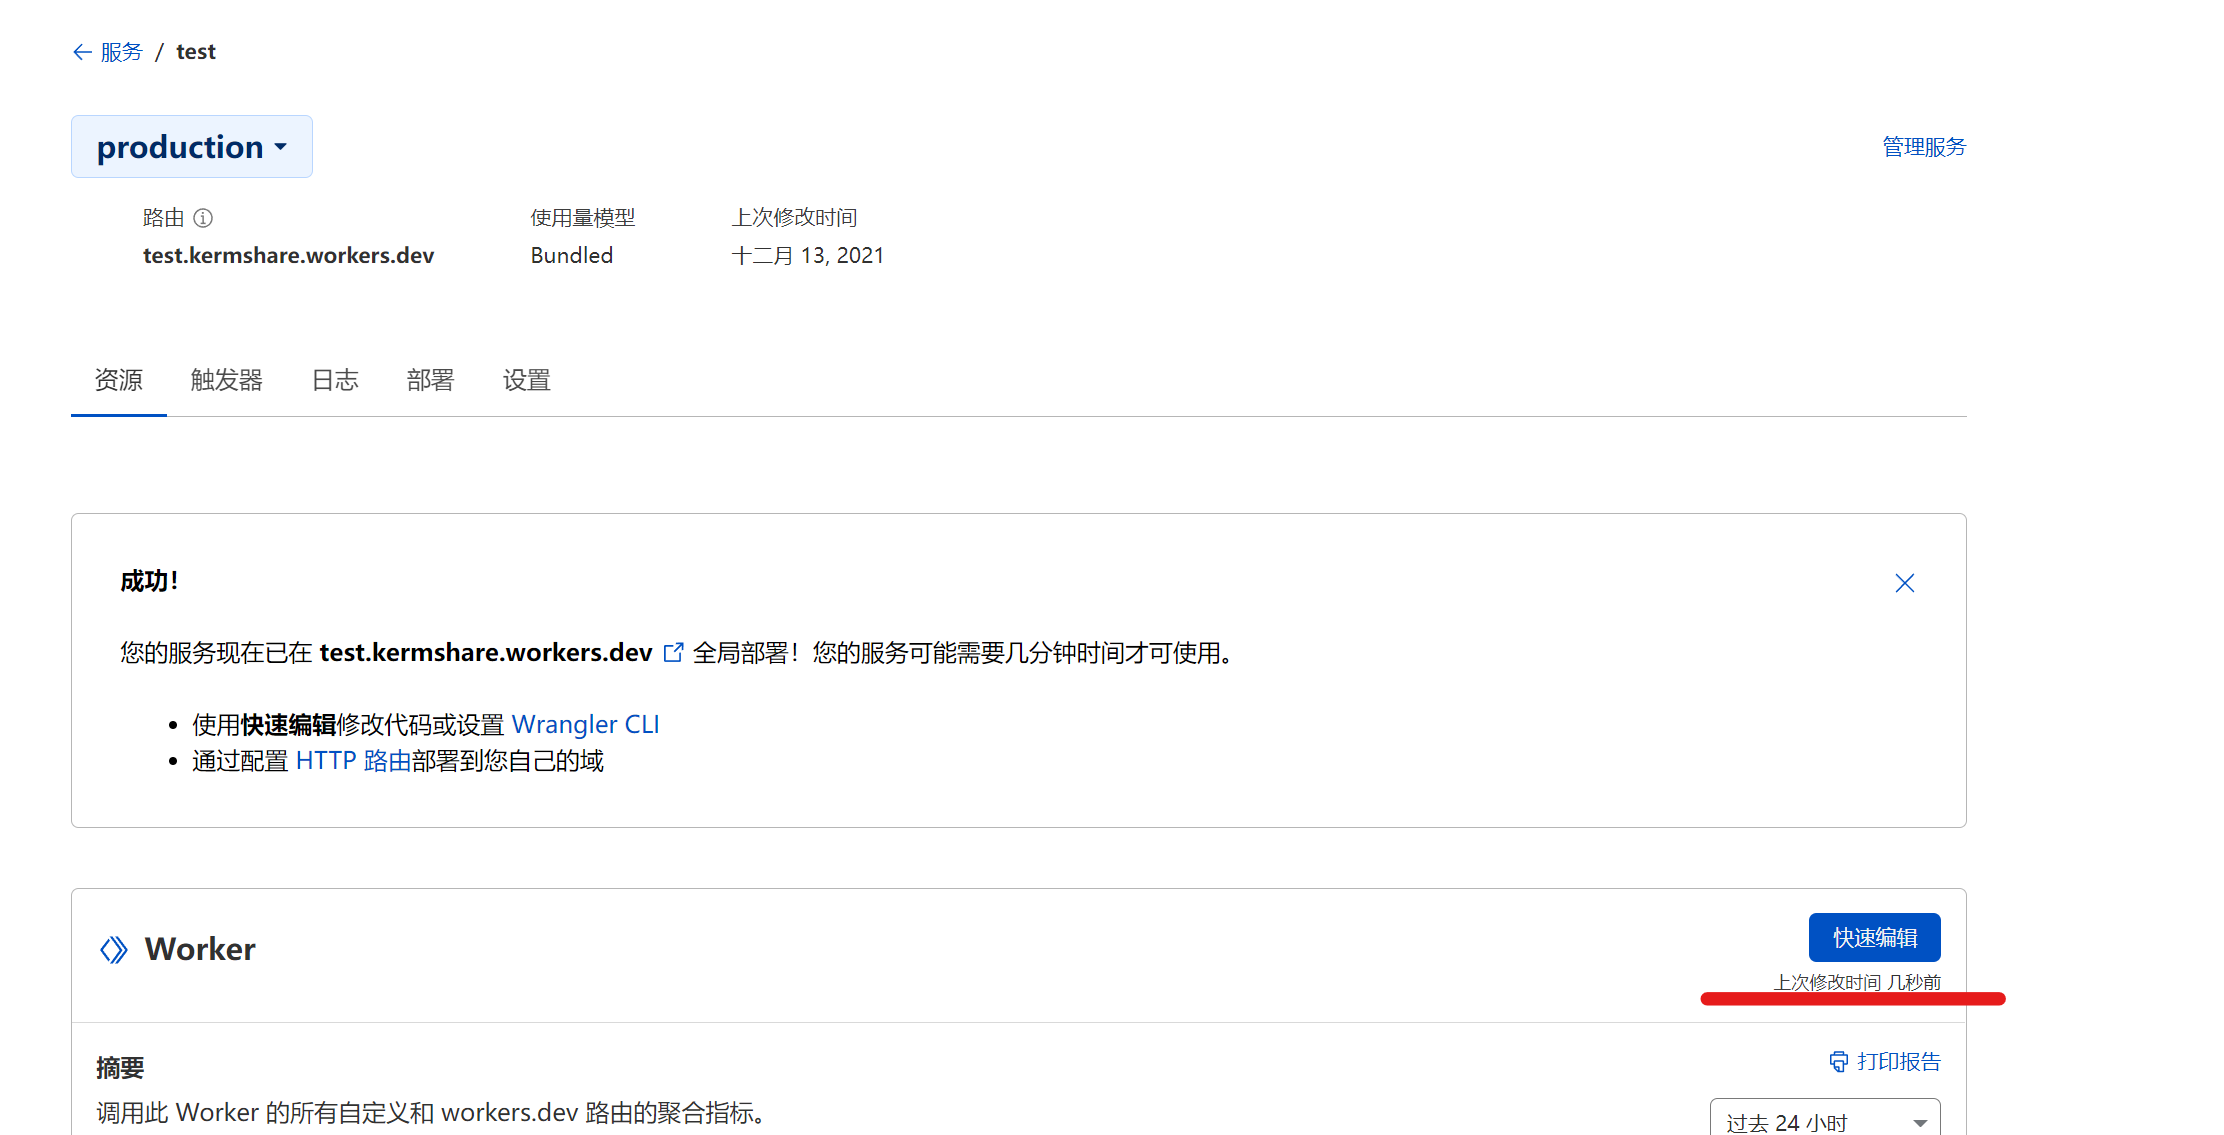 服务 / test
production
管理服务
路由
使用量模型
上次修改时间
test.kermshare.workers.dev
Bundled
十二月 13, 2021
资源 触发器 日志 部署 设置
成功！
您的服务现在已在 test.kermshare.workers.dev 全局部署！您的服务可能需要几分钟时间才可使用。
使用快速编辑修改代码或设置 Wrangler CLI
通过配置 HTTP 路由部署到您自己的域
Worker
快速编辑
上次修改时间 几秒前
摘要
打印报告
调用此 Worker 的所有自定义和 workers.dev 路由的聚合指标。
过去 24 小时